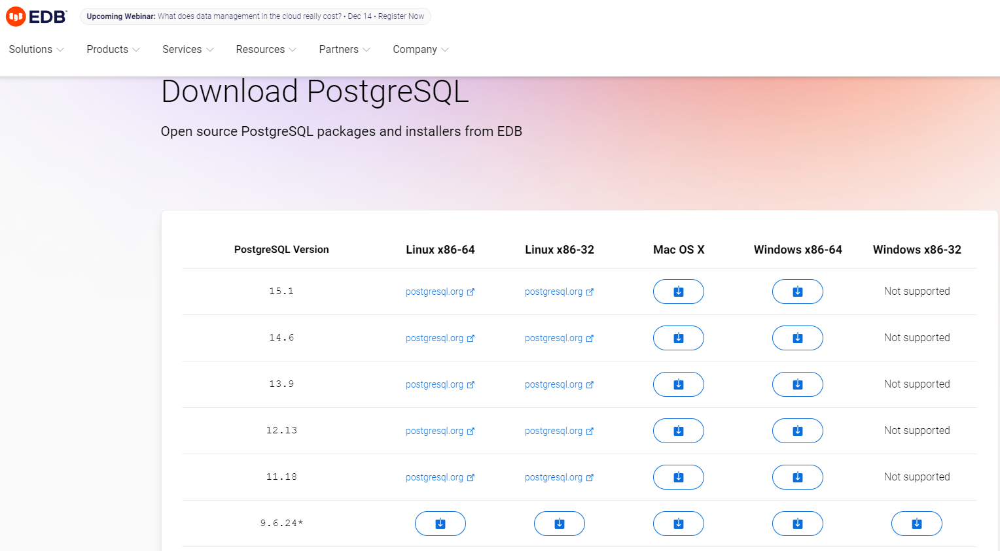 EDB™ Upcoming Webinar: What does data management in the cloud really cost? • Dec 14 • Register Now
Solutions Products Services Resources Partners Company
Download PostgreSQL
Open source PostgreSQL packages and installers from EDB
PostgreSQL Version Linux x86-64 Linux x86-32 Mac OS X Windows x86-64 Windows x86-32
15.1 postgresql.org postgresql.org Not supported
14.6 postgresql.org postgresql.org Not supported
13.9 postgresql.org postgresql.org Not supported
12.13 postgresql.org postgresql.org Not supported
11.18 postgresql.org postgresql.org Not supported
9.6.24*